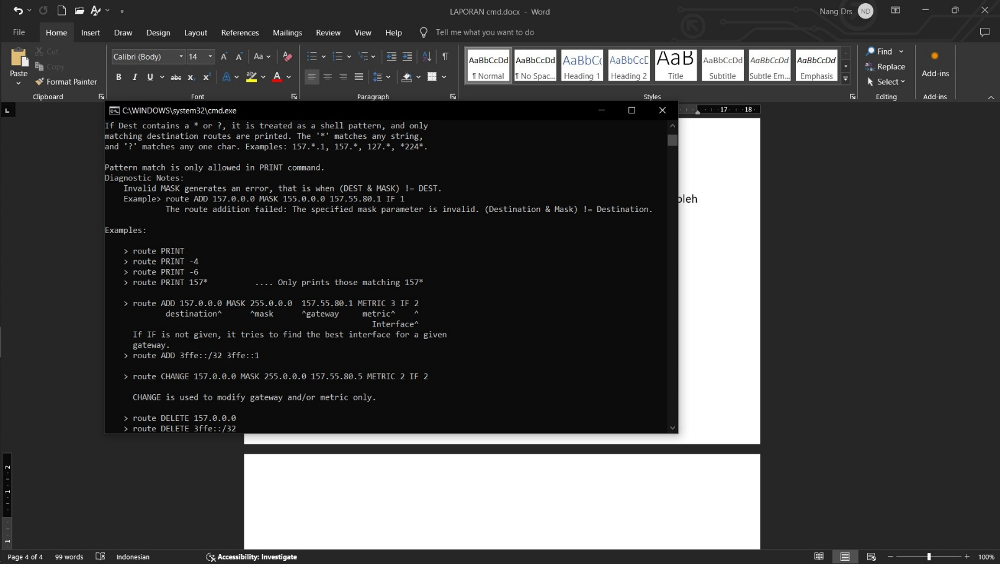 LAPORAN cmd.docx - Word
Nang Drs
ND
File
Home
Insert
Draw
Design
Layout
References
Mailings
Review
View
Help
Tell me what you want to do
Paste
Cut
Copy
Format Painter
Clipboard
Calibri (Body)
14
Font
Paragraph
AaBbCcDd
¶ Normal
AaBbCcDd
¶ No Spac...
AaBbCc
Heading 1
AaBbCcD
Heading 2
AaB
Title
AaBbCcDd
Subtitle
AaBbCcDd
Subtle Em...
AaBbCcDd
Emphasis
Styles
Find
Replace
Select
Editing
Add-ins
Add-ins
C:\WINDOWS\system32\cmd.exe
17 18
If Dest contains a * or ?, it is treated as a shell pattern, and only
matching destination routes are printed. The '*' matches any string,
and '?' matches any one char. Examples: 157.*.1, 157.*, 127.*, *224*.
Pattern match is only allowed in PRINT command.
Diagnostic Notes:
Invalid MASK generates an error, that is when (DEST & MASK) != DEST.
Example> route ADD 157.0.0.0 MASK 155.0.0.0 157.55.80.1 IF 1
The route addition failed: The specified mask parameter is invalid. (Destination & Mask) != Destination.
oleh
Examples:
> route PRINT
> route PRINT -4
> route PRINT -6
> route PRINT 157* .... Only prints those matching 157*
> route ADD 157.0.0.0 MASK 255.0.0.0 157.55.80.1 METRIC 3 IF 2
destination^ ^mask ^gateway metric^ ^
Interface^
If IF is not given, it tries to find the best interface for a given
gateway.
> route ADD 3ffe::/32 3ffe::1
> route CHANGE 157.0.0.0 MASK 255.0.0.0 157.55.80.5 METRIC 2 IF 2
CHANGE is used to modify gateway and/or metric only.
> route DELETE 157.0.0.0
> route DELETE 3ffe::/32
2
1
1
Page 4 of 4
99 words
Indonesian
Accessibility: Investigate
100%